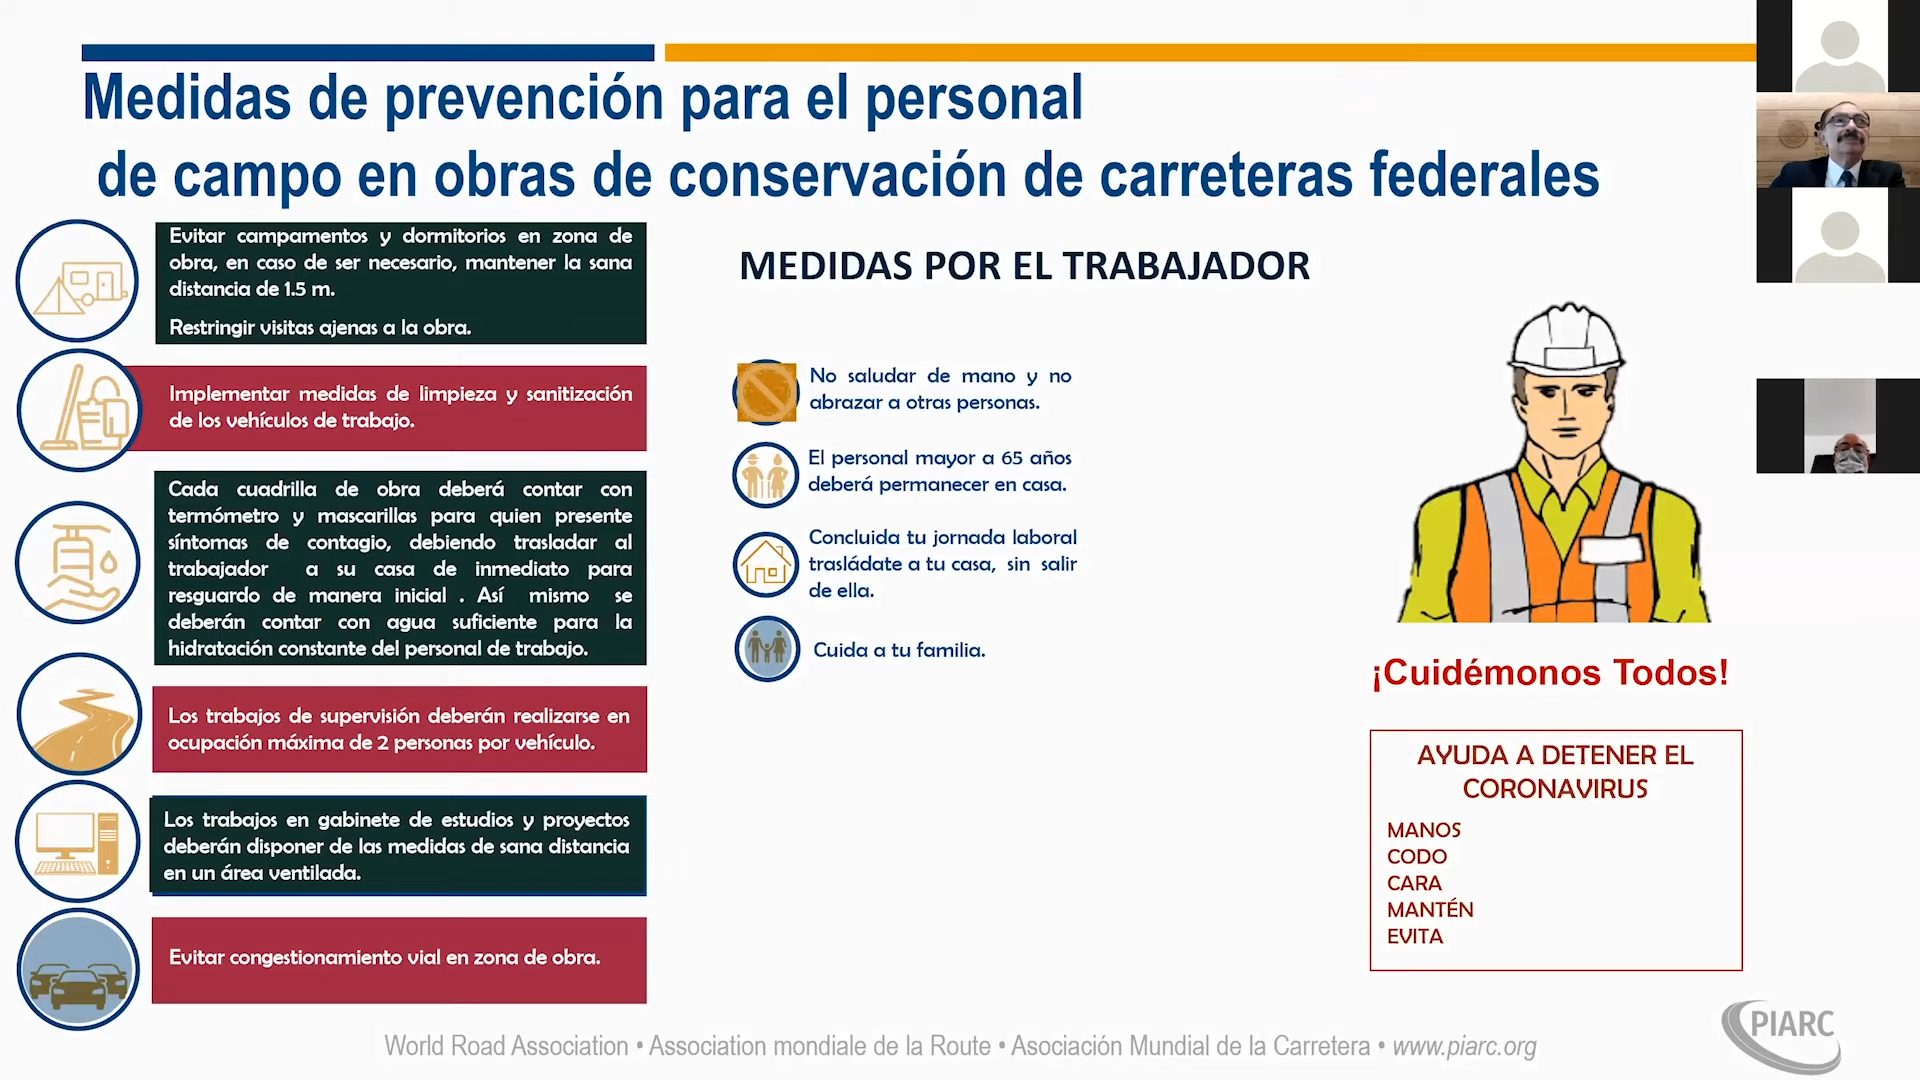 Medidas de prevención para el personal
de campo en obras de conservación de carreteras federales
Evitar campamentos y dormitorios en zona de
obra, en caso de ser necesario, mantener la sana
distancia de 1.5 m.
Restringir visitas ajenas a la obra.
Implementar medidas de limpieza y sanitización
de los vehículos de trabajo.
Cada cuadrilla de obra deberá contar con
termómetro y mascarillas para quien presente
síntomas de contagio, debiendo trasladar al
trabajador a su casa de inmediato para
resguardo de manera inicial . Así mismo se
deberán contar con agua suficiente para la
hidratación constante del personal de trabajo.
Los trabajos de supervisión deberán realizarse en
ocupación máxima de 2 personas por vehículo.
Los trabajos en gabinete de estudios y proyectos
deberán disponer de las medidas de sana distancia
en un área ventilada.
Evitar congestionamiento vial en zona de obra.
MEDIDAS POR EL TRABAJADOR
No saludar de mano y no
abrazar a otras personas.
El personal mayor a 65 años
deberá permanecer en casa.
Concluida tu jornada laboral
trasládate a tu casa, sin salir
de ella.
Cuida a tu familia.
¡Cuidémonos Todos!
AYUDA A DETENER EL
CORONAVIRUS
MANOS
CODO
CARA
MANTÉN
EVITA
World Road Association • Association mondiale de la Route • Asociación Mundial de la Carretera • www.piarc.org
PIARC